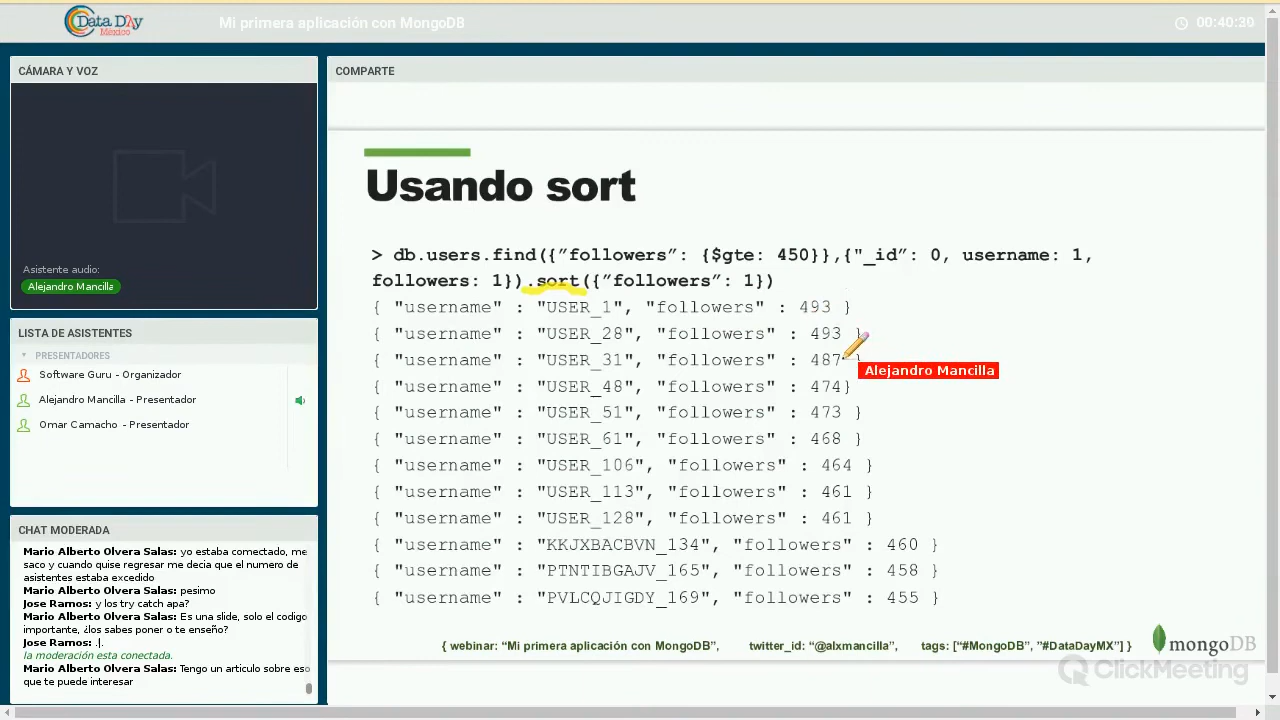 Data DAy
México
Mi primera aplicación con MongoDB
00:40:39
CÁMARA Y VOZ
Asistente audio:
Alejandro Mancilla
LISTA DE ASISTENTES
PRESENTADORES
Software Guru - Organizador
Alejandro Mancilla - Presentador
Omar Camacho - Presentador
CHAT MODERADA
Mario Alberto Olvera Salas: yo estaba comectado, me
saco y cuando quise regresar me decia que el numero de
asistentes estaba excedido
Mario Alberto Olvera Salas: pesimo
Jose Ramos: y los try catch apa?
Mario Alberto Olvera Salas: Es una slide, solo el codigo
importante, ¿los sabes poner o te enseño?
Jose Ramos: .|.
la moderación esta conectada.
Mario Alberto Olvera Salas: Tengo un articulo sobre eso
que te puede interesar
COMPARTE
Usando sort
> db.users.find({"followers": {$gte: 450}},{"_id": 0, username: 1,
followers: 1}).sort({"followers": 1})
{ "username" : "USER_1", "followers" : 493 }
{ "username" : "USER_28", "followers" : 493 }
{ "username" : "USER_31", "followers" : 487 }
{ "username" : "USER_48", "followers" : 474}
{ "username" : "USER_51", "followers" : 473 }
{ "username" : "USER_61", "followers" : 468 }
{ "username" : "USER_106", "followers" : 464 }
{ "username" : "USER_113", "followers" : 461 }
{ "username" : "USER_128", "followers" : 461 }
{ "username" : "KKJXBACBVN_134", "followers" : 460 }
{ "username" : "PTNTIBGAJV_165", "followers" : 458 }
{ "username" : "PVLCQJIGDY_169", "followers" : 455 }
Alejandro Mancilla
{ webinar: “Mi primera aplicación con MongoDB”, twitter_id: “@alxmancilla”, tags: [“#MongoDB”, ”#DataDayMX”] }
mongoDB
ClickMeeting